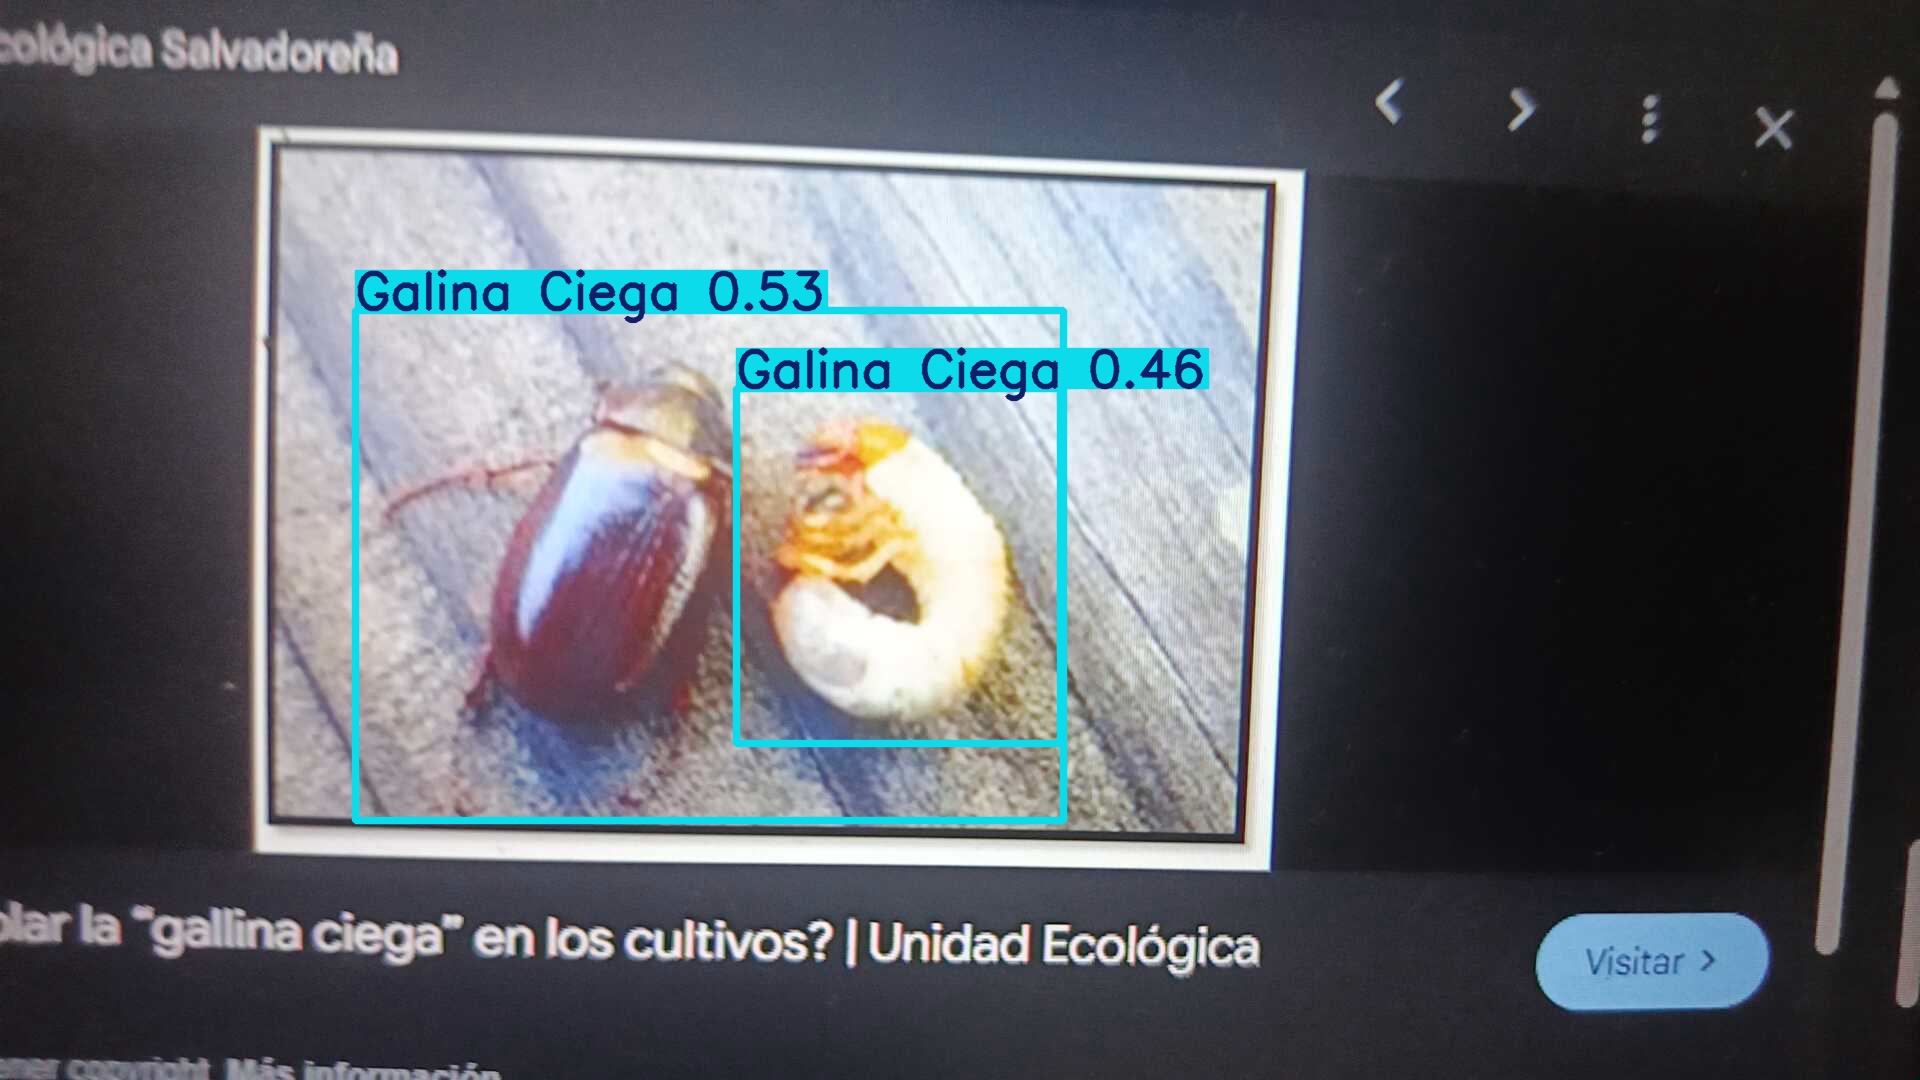 cológica Salvadoreña
Galina Ciega 0.53
Galina Ciega 0.46
olar la “gallina ciega” en los cultivos? | Unidad Ecológica
Visitar >
ener copyright. Más información